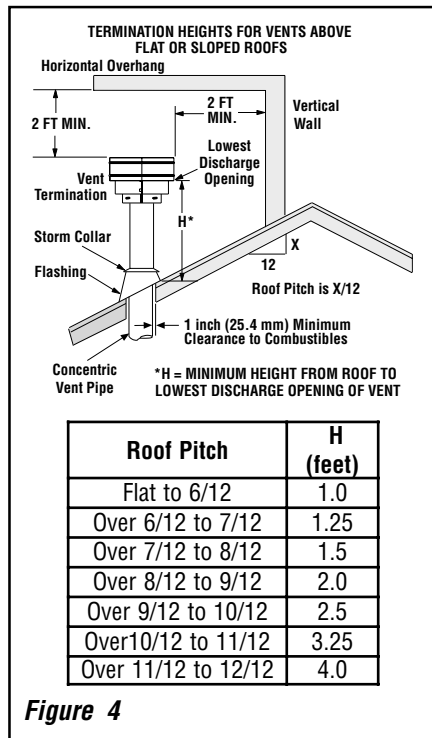 TERMINATION HEIGHTS FOR VENTS ABOVE
FLAT OR SLOPED ROOFS
Horizontal Overhang
2 FT
MIN.
Vertical
Wall
2 FT MIN.
Lowest
Discharge
Opening
Vent
Termination
H*
Storm Collar
Flashing
X
12
Roof Pitch is X/12
1 inch (25.4 mm) Minimum
Clearance to Combustibles
Concentric
Vent Pipe
*H = MINIMUM HEIGHT FROM ROOF TO
LOWEST DISCHARGE OPENING OF VENT
Roof Pitch H (feet)
Flat to 6/12 1.0
Over 6/12 to 7/12 1.25
Over 7/12 to 8/12 1.5
Over 8/12 to 9/12 2.0
Over 9/12 to 10/12 2.5
Over10/12 to 11/12 3.25
Over 11/12 to 12/12 4.0
Figure 4